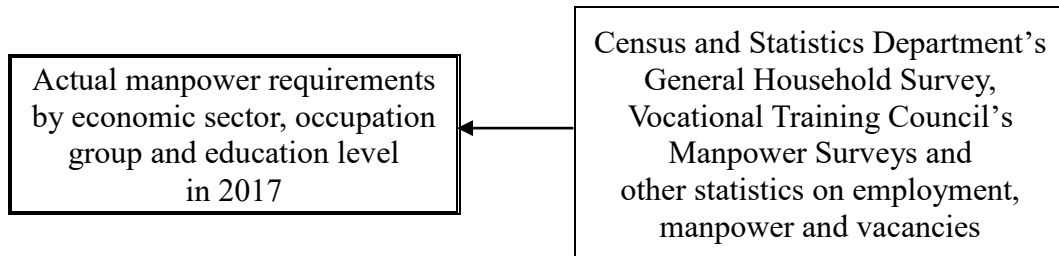 Actual manpower requirements
by economic sector, occupation
group and education level
in 2017
Census and Statistics Department’s
General Household Survey,
Vocational Training Council’s
Manpower Surveys and
other statistics on employment,
manpower and vacancies